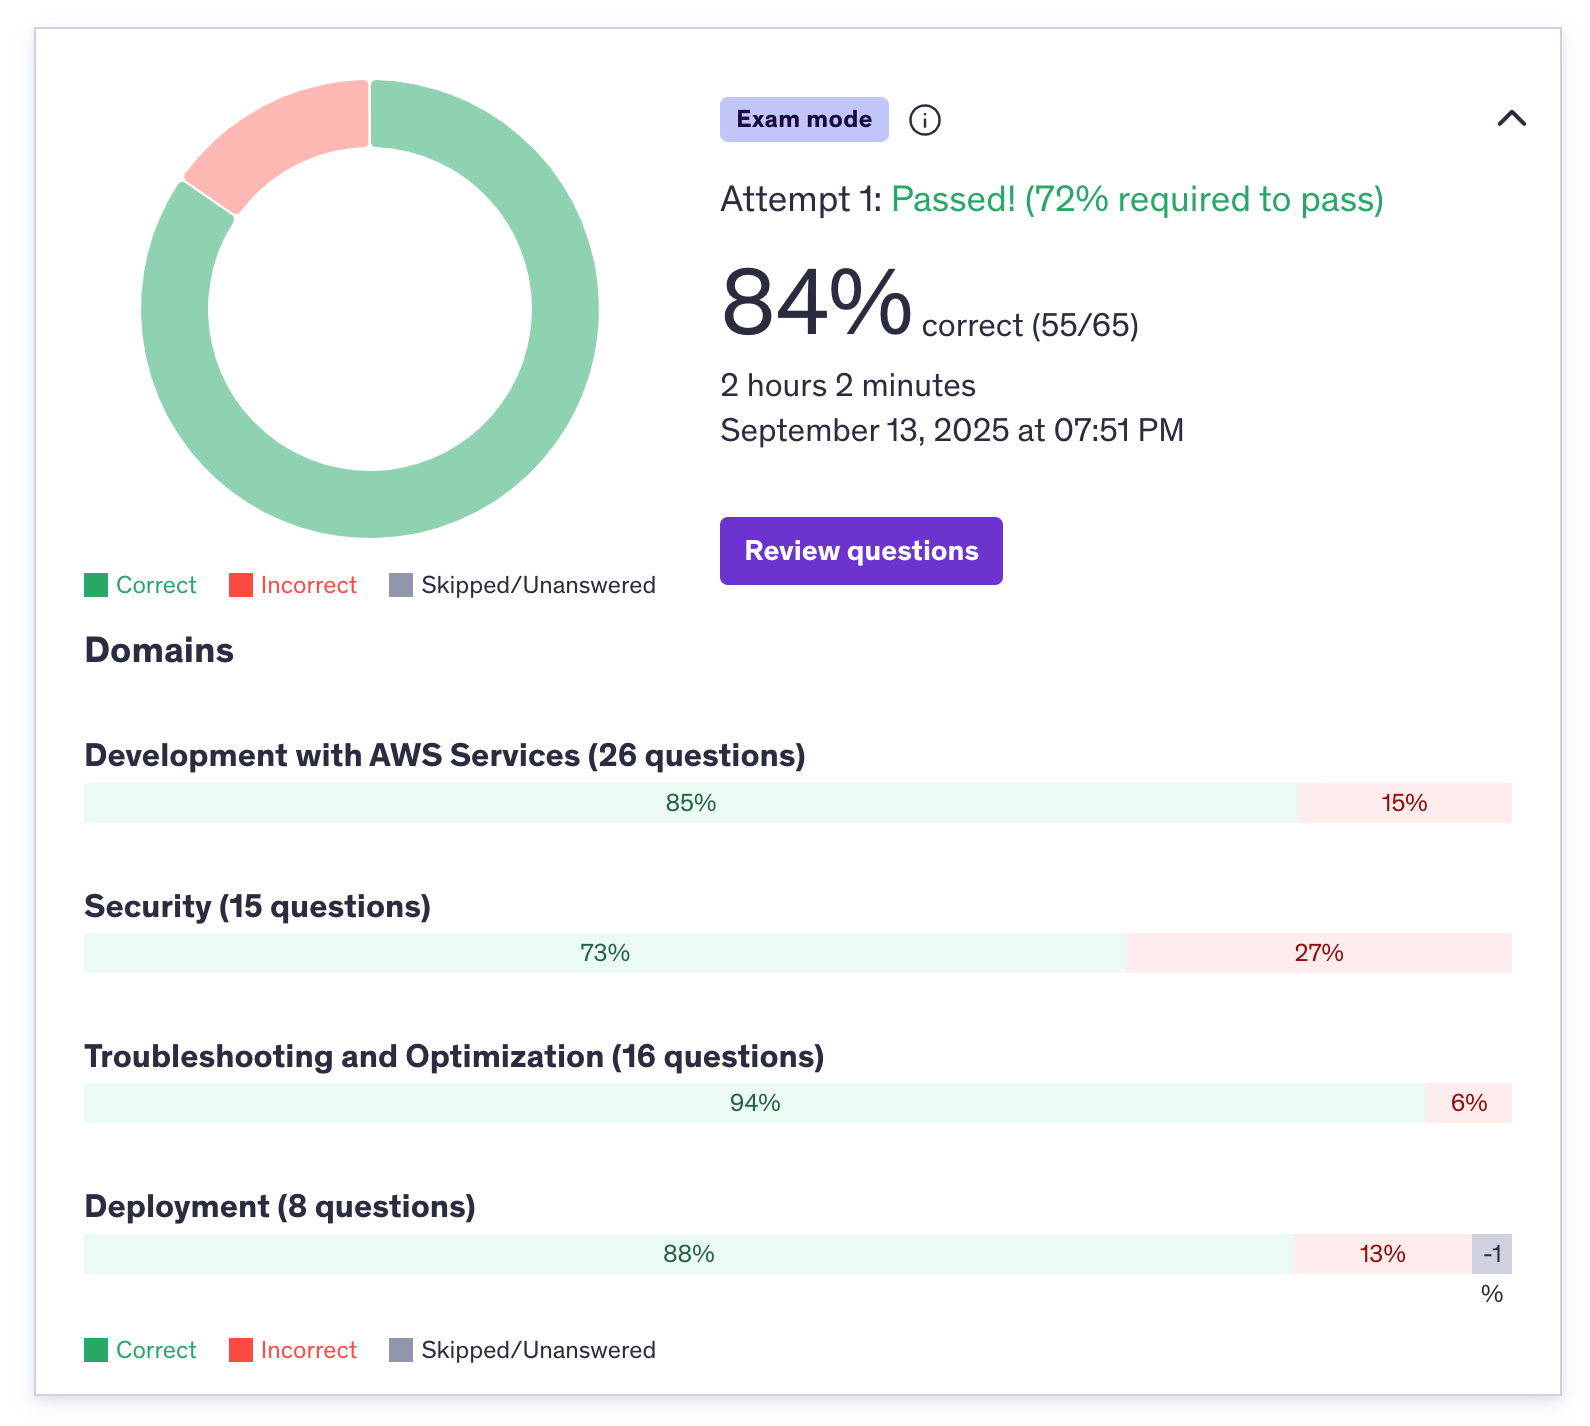 Exam mode
Attempt 1: Passed! (72% required to pass)
84% correct (55/65)
2 hours 2 minutes
September 13, 2025 at 07:51 PM
Review questions
Correct Incorrect Skipped/Unanswered
Domains
Development with AWS Services (26 questions)
85% 15%
Security (15 questions)
73% 27%
Troubleshooting and Optimization (16 questions)
94% 6%
Deployment (8 questions)
88% 13% -1
%
Correct Incorrect Skipped/Unanswered